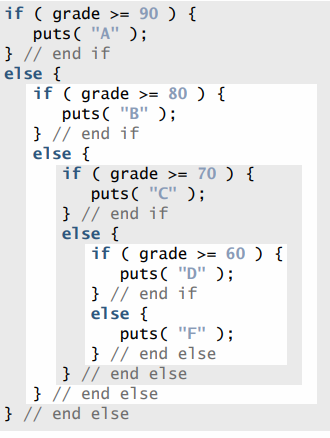 if ( grade >= 90 ) {
   puts( "A" );
} // end if
else {
   if ( grade >= 80 ) {
      puts( "B" );
   } // end if
   else {
      if ( grade >= 70 ) {
         puts( "C" );
      } // end if
      else {
         if ( grade >= 60 ) {
            puts( "D" );
         } // end if
         else {
            puts( "F" );
         } // end else
      } // end else
   } // end else
} // end else